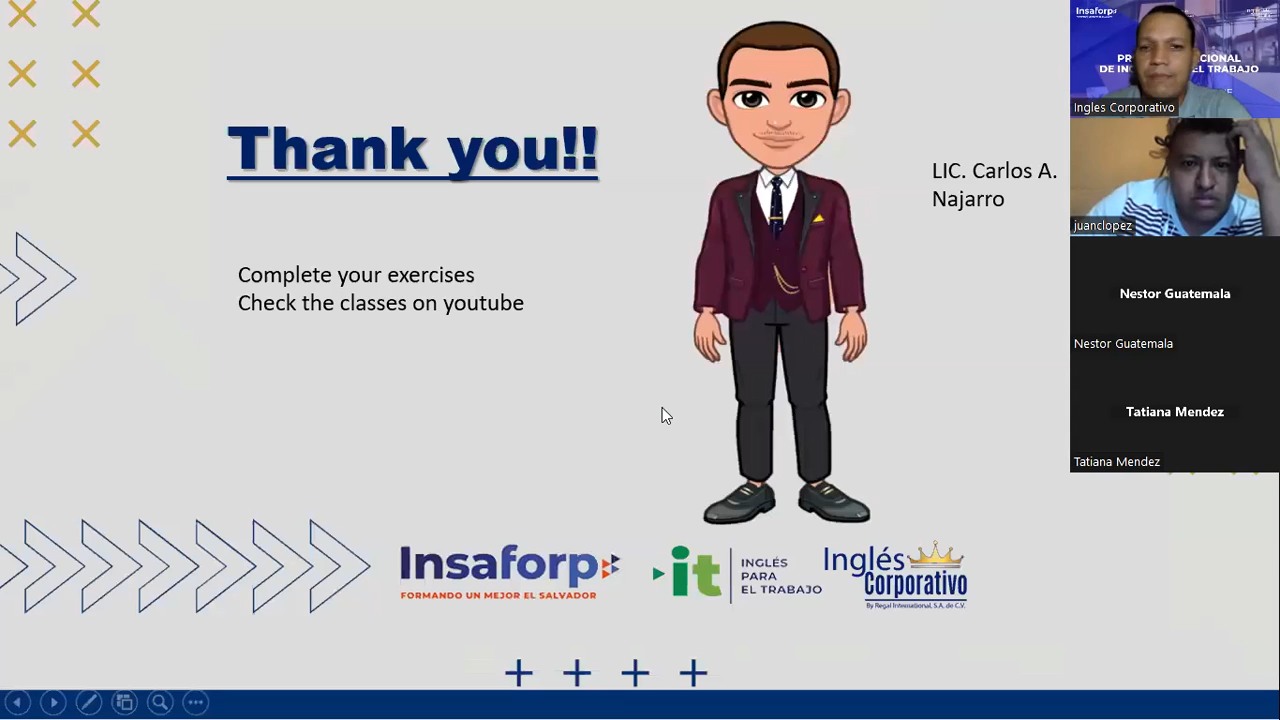 Thank you!!
LIC. Carlos A.
Najarro
Complete your exercises
Check the classes on youtube
Insaforp
FORMANDO UN MEJOR EL SALVADOR
it
INGLÉS
PARA
EL TRABAJO
Inglés
Corporativo
By Regal International, S.A. de C.V.
Insaforp
EL TRABAJO
Ingles Corporativo
juanclopez
Nestor Guatemala
Nestor Guatemala
Tatiana Mendez
Tatiana Mendez